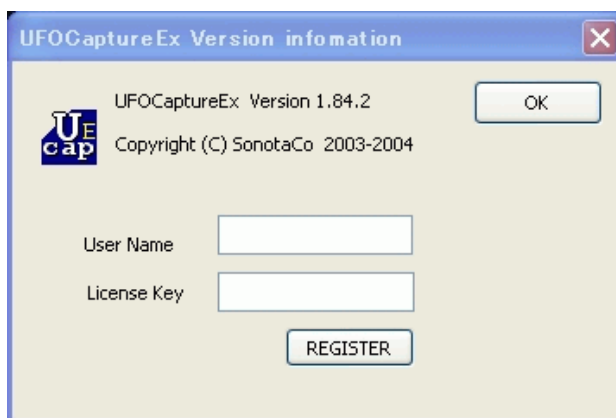 UFOCaptureEx Version infomation
UFOCaptureEx Version 1.84.2
OK
UE
cap
Copyright (C) SonotaCo 2003-2004
User Name
License Key
REGISTER